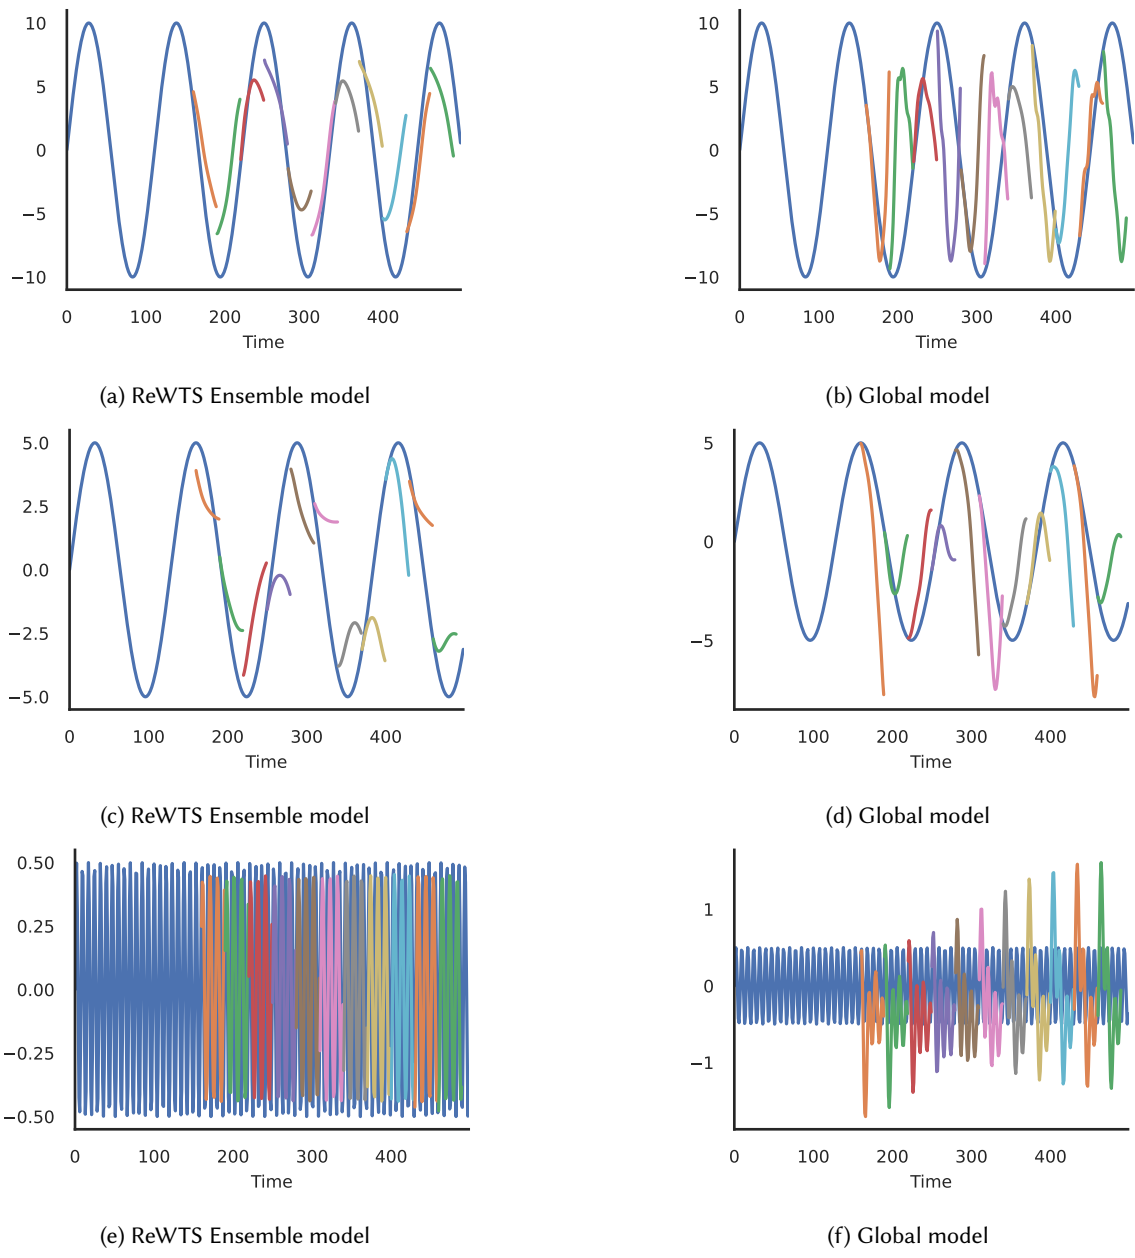 10
5
0
−5
−10
0 100 200 300 400
Time
(a) ReWTS Ensemble model
10
5
0
−5
−10
0 100 200 300 400
Time
(b) Global model
5.0
2.5
0.0
−2.5
−5.0
0 100 200 300 400
Time
(c) ReWTS Ensemble model
5
0
−5
0 100 200 300 400
Time
(d) Global model
0.50
0.25
0.00
−0.25
−0.50
0 100 200 300 400
Time
(e) ReWTS Ensemble model
1
0
−1
0 100 200 300 400
Time
(f) Global model